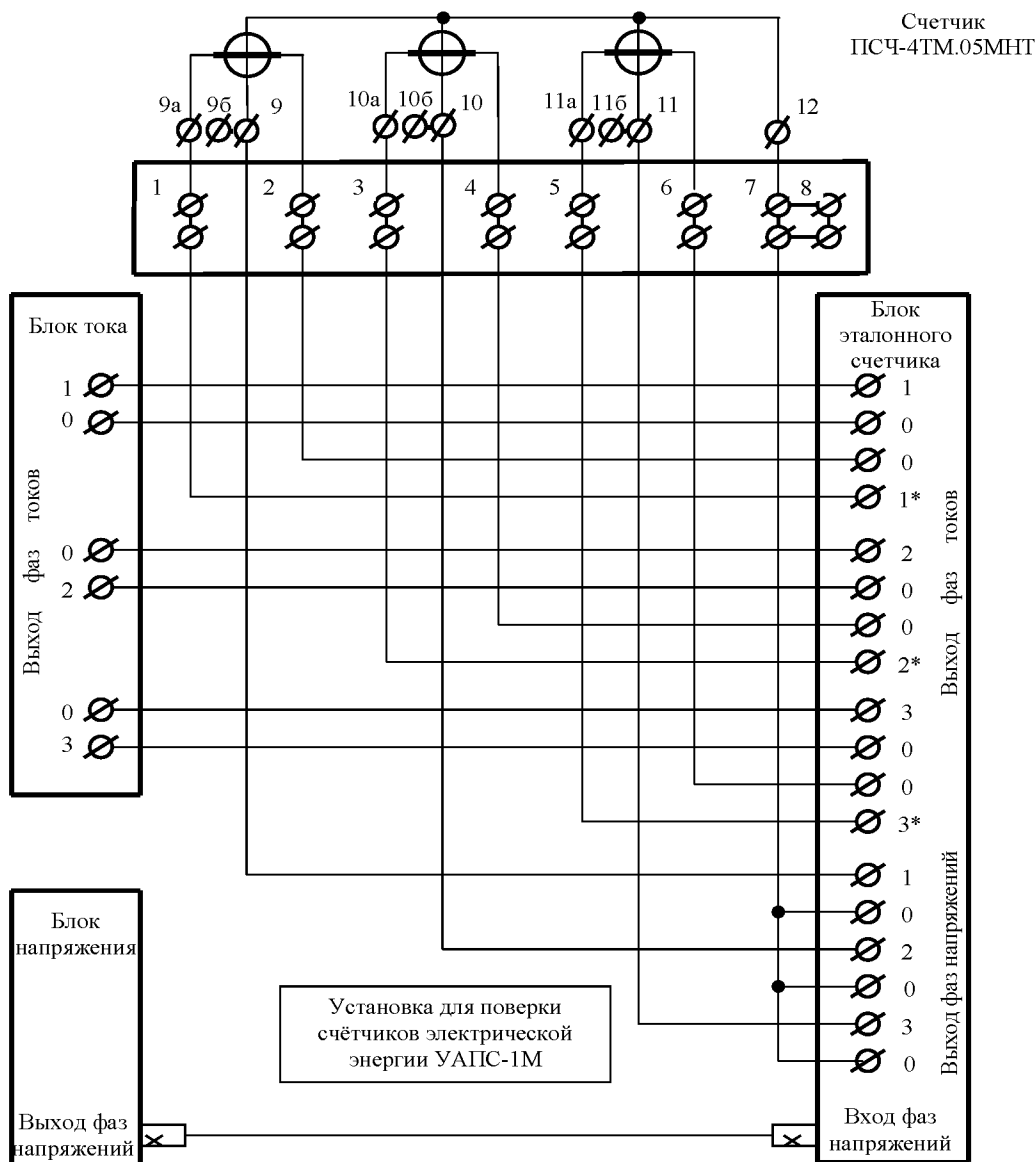 Счетчик
ПСЧ-4ТМ.05МНТ
9а 9б 9 10а 10б 10 11а 11б 11 12
1 2 3 4 5 6 7 8
Блок тока
1
0
0
2
0
3
Выход фаз токов
Блок
эталонного
счетчика
1
0
0
1*
2
0
0
2*
3
0
0
3*
Выход фаз токов
1
0
2
0
3
0
Выход фаз напряжений
Блок
напряжения
Установка для поверки
счётчиков электрической
энергии УАПС-1М
Выход фаз
напряжений
Вход фаз
напряжений